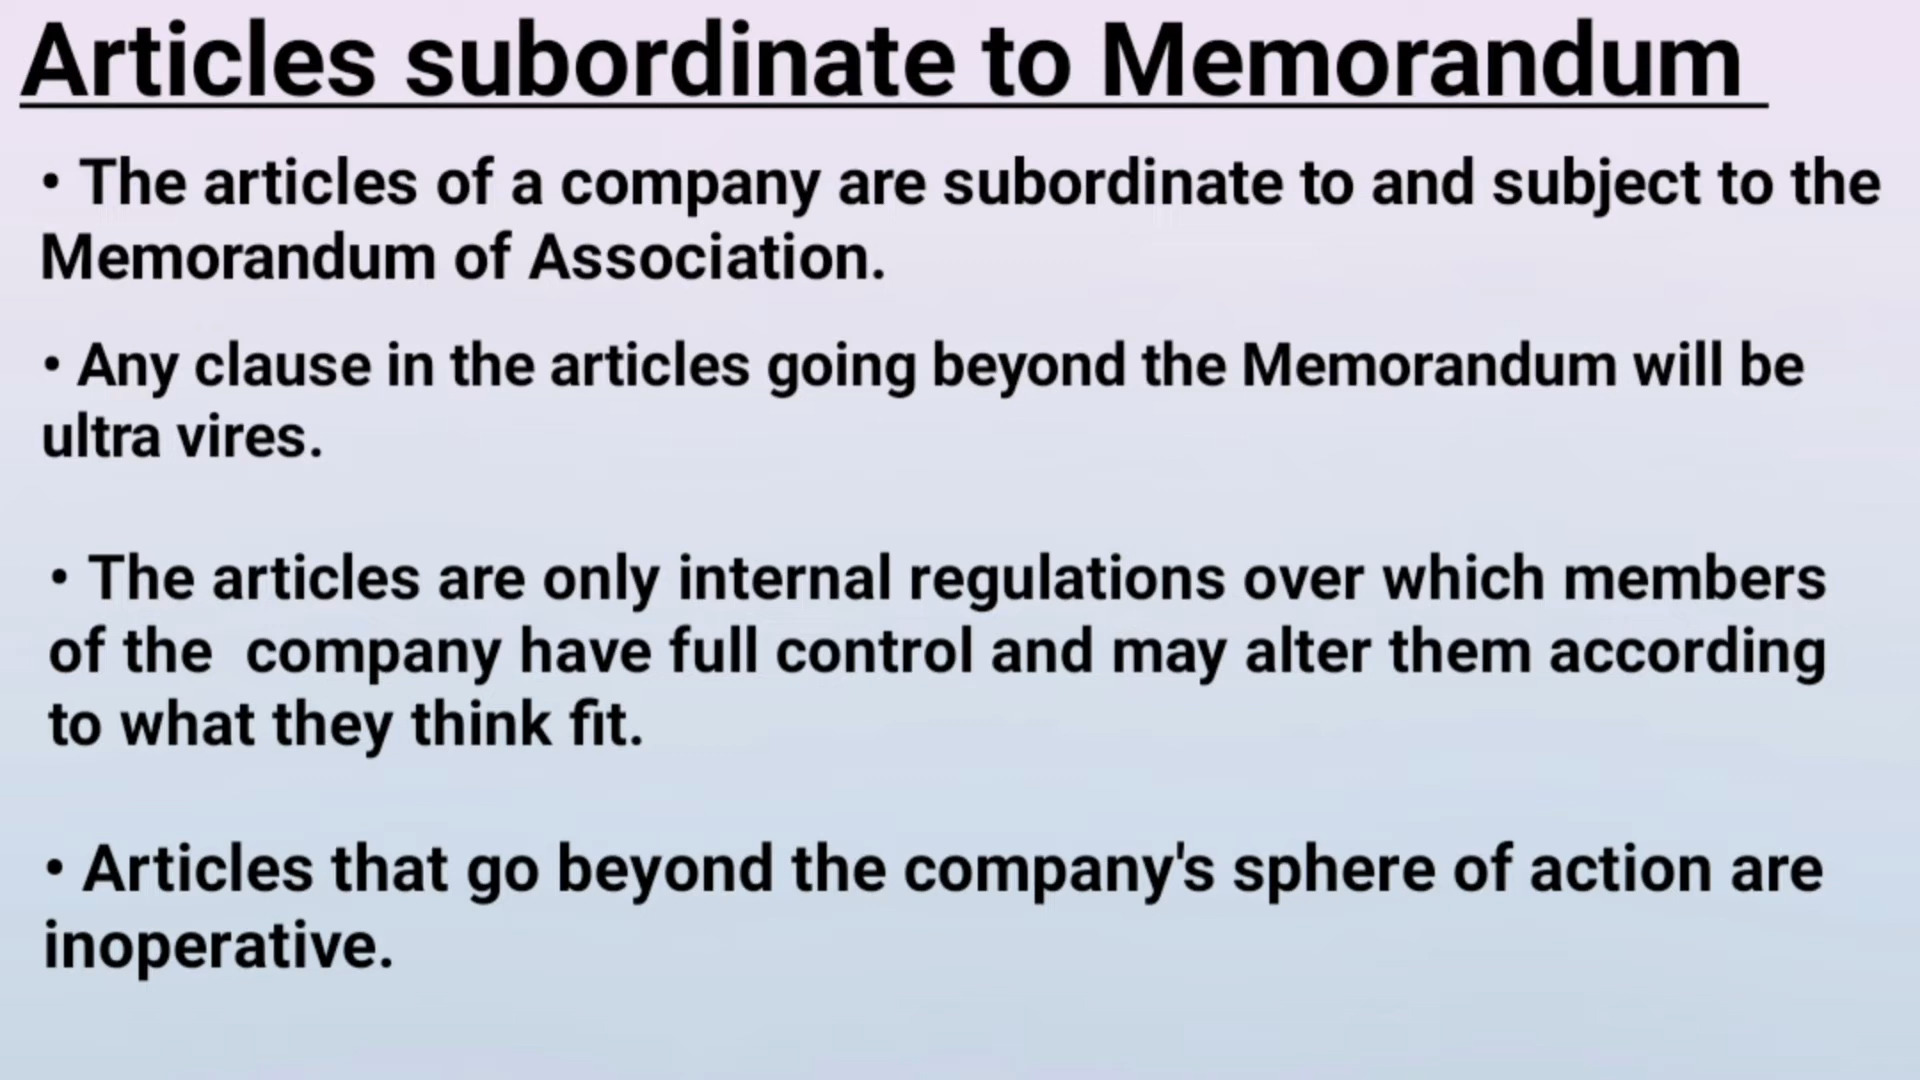 Articles subordinate to Memorandum
• The articles of a company are subordinate to and subject to the
Memorandum of Association.
• Any clause in the articles going beyond the Memorandum will be
ultra vires.
• The articles are only internal regulations over which members
of the  company have full control and may alter them according
to what they think fit.
• Articles that go beyond the company's sphere of action are
inoperative.